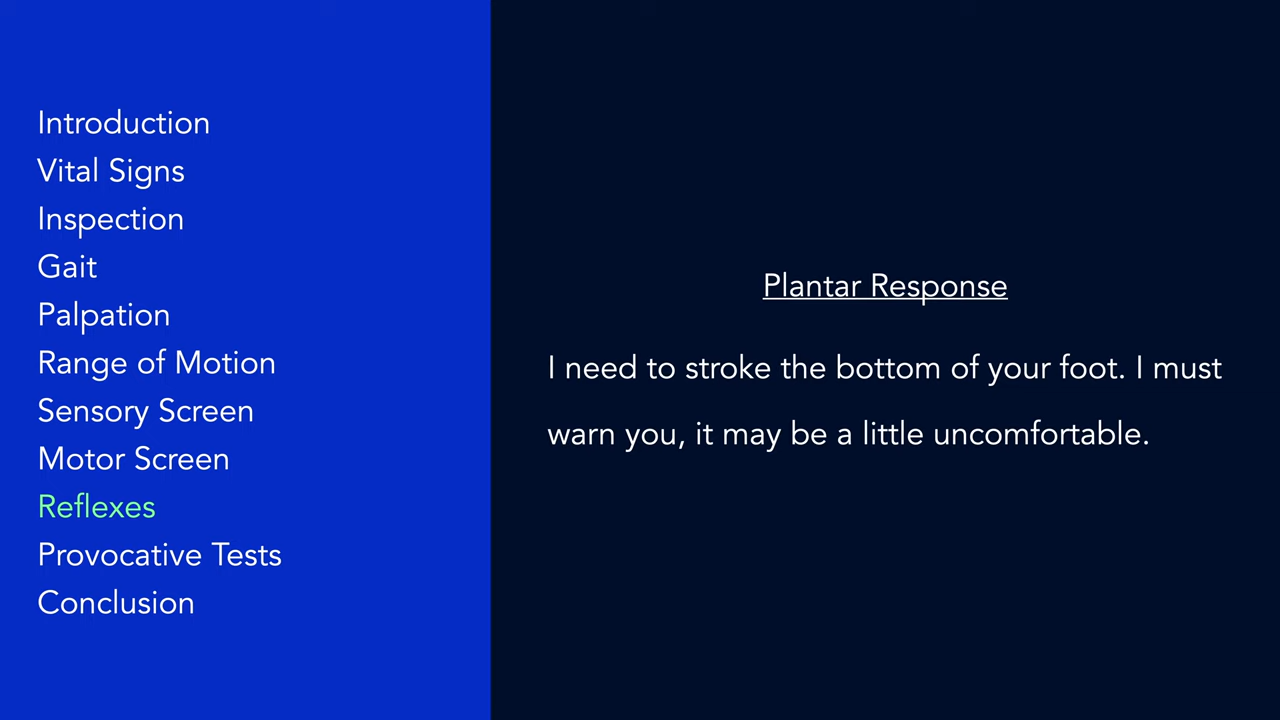 Introduction
Vital Signs
Inspection
Gait
Palpation
Range of Motion
Sensory Screen
Motor Screen
Reflexes
Provocative Tests
Conclusion
Plantar Response
I need to stroke the bottom of your foot. I must
warn you, it may be a little uncomfortable.